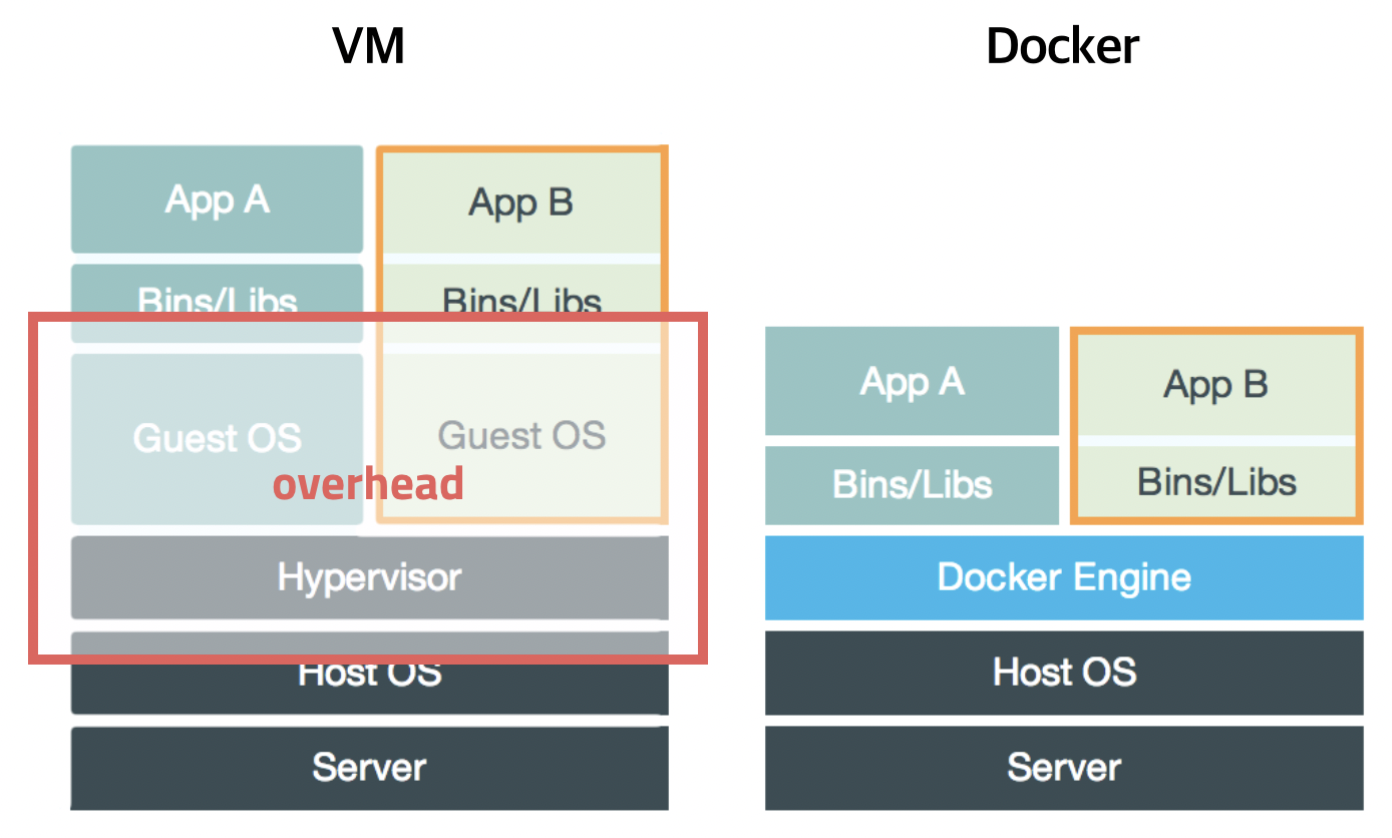 VM
App A
App B
Bins/Libs
Bins/Libs
Guest OS
Guest OS
overhead
Hypervisor
Host OS
Server
Docker
App A
App B
Bins/Libs
Bins/Libs
Docker Engine
Host OS
Server